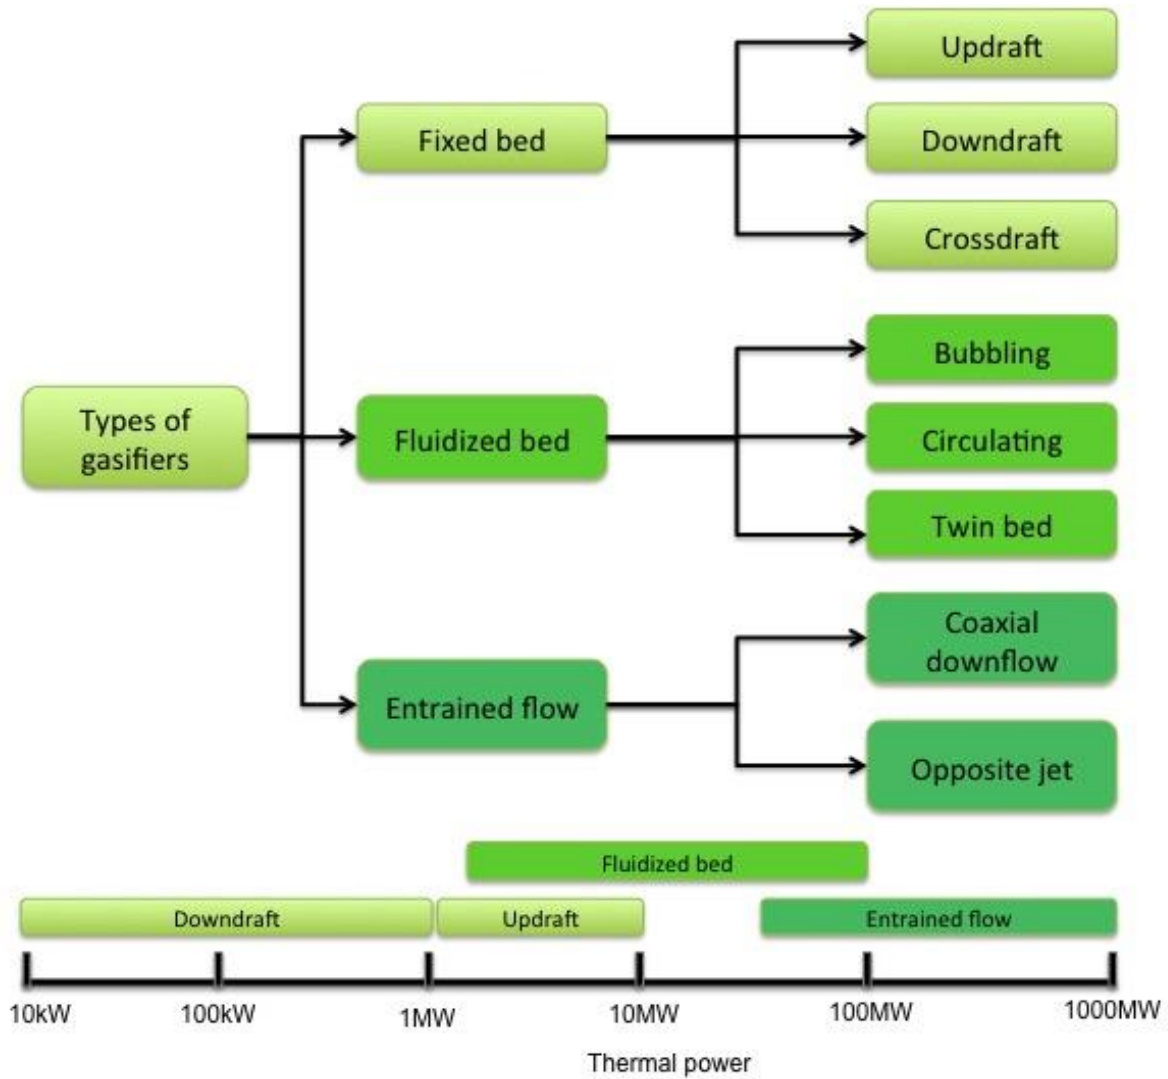 Updraft
Fixed bed
Downdraft
Crossdraft
Bubbling
Types of
gasifiers
Fluidized bed
Circulating
Twin bed
Coaxial
downflow
Entrained flow
Opposite jet
Fluidized bed
Downdraft
Updraft
Entrained flow
10kW
100kW
1MW
10MW
100MW
1000MW
Thermal power